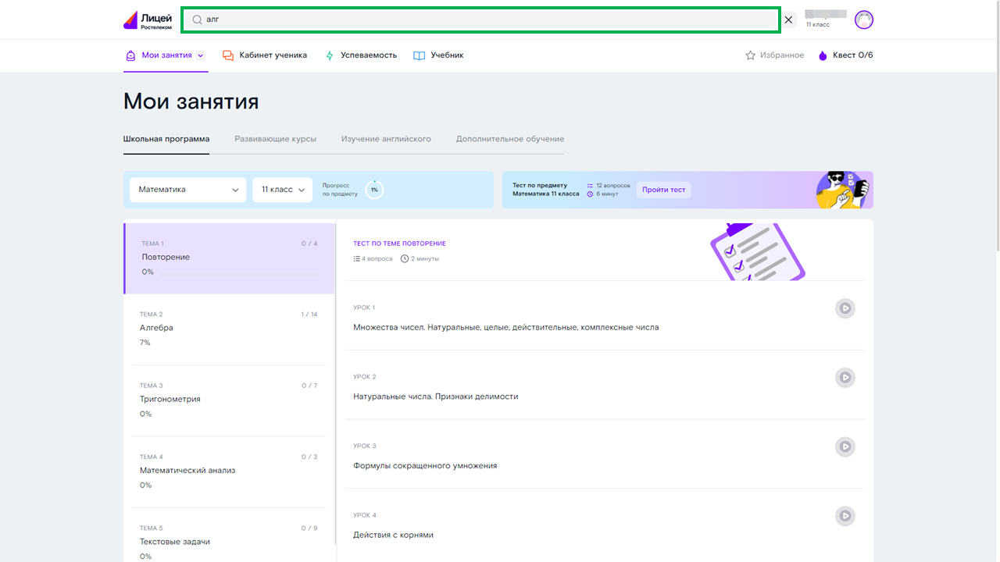 Лицей
Ростелеком
алг
11 класс
Мои занятия
Кабинет ученика
Успеваемость
Учебник
Избранное
Квест 0/6
Мои занятия
Школьная программа
Развивающие курсы
Изучение английского
Дополнительное обучение
Математика
11 класс
Прогресс
по предмету
1%
Тест по предмету
Математика 11 класса
12 вопросов
6 минут
Пройти тест
ТЕМА 1
0 / 4
Повторение
0%
ТЕМА 2
1 / 14
Алгебра
7%
ТЕМА 3
0 / 7
Тригонометрия
0%
ТЕМА 4
0 / 3
Математический анализ
0%
ТЕМА 5
0 / 9
Текстовые задачи
0%
ТЕСТ ПО ТЕМЕ ПОВТОРЕНИЕ
4 вопроса
2 минуты
УРОК 1
Множества чисел. Натуральные, целые, действительные, комплексные числа
УРОК 2
Натуральные числа. Признаки делимости
УРОК 3
Формулы сокращенного умножения
УРОК 4
Действия с корнями